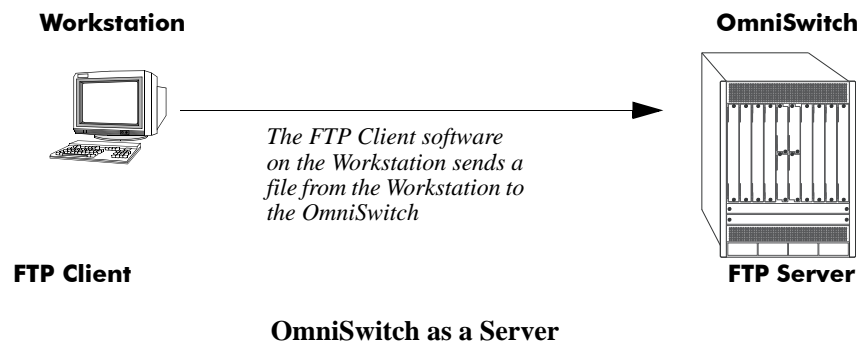 Workstation
OmniSwitch
The FTP Client software
on the Workstation sends a
file from the Workstation to
the OmniSwitch
FTP Client
FTP Server
OmniSwitch as a Server